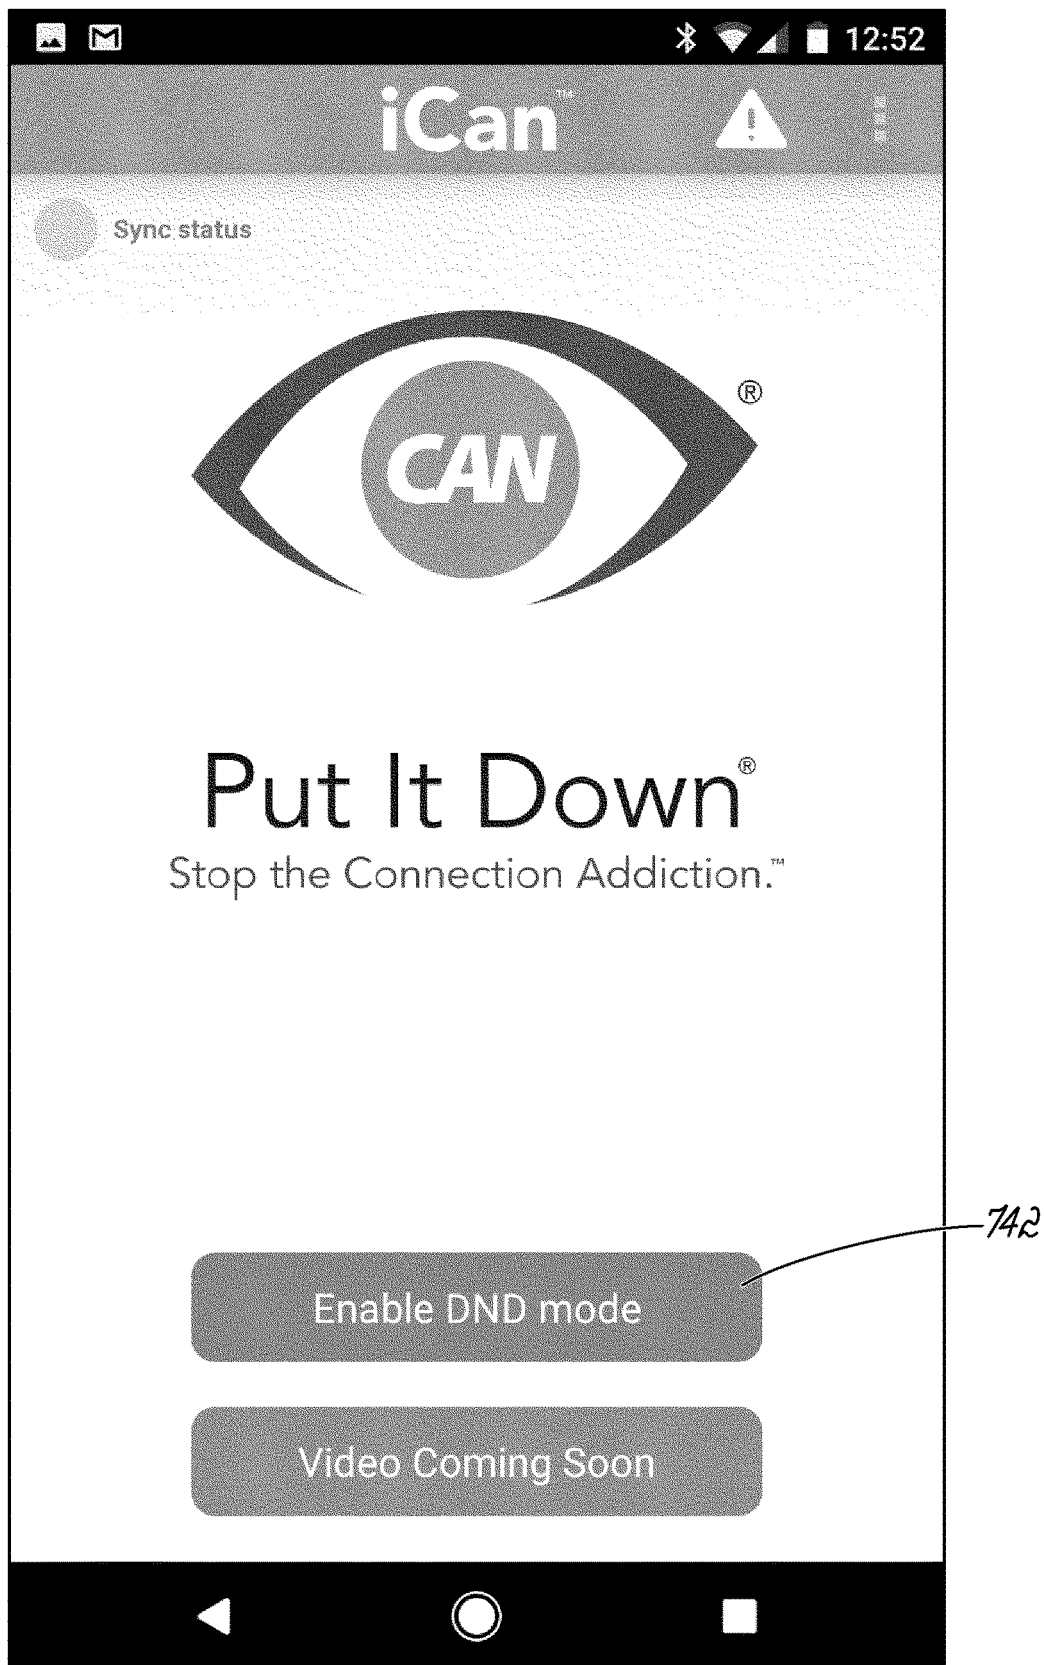 12:52
iCan™
Sync status
CAN
®
Put It Down®
Stop the Connection Addiction.™
742
Enable DND mode
Video Coming Soon